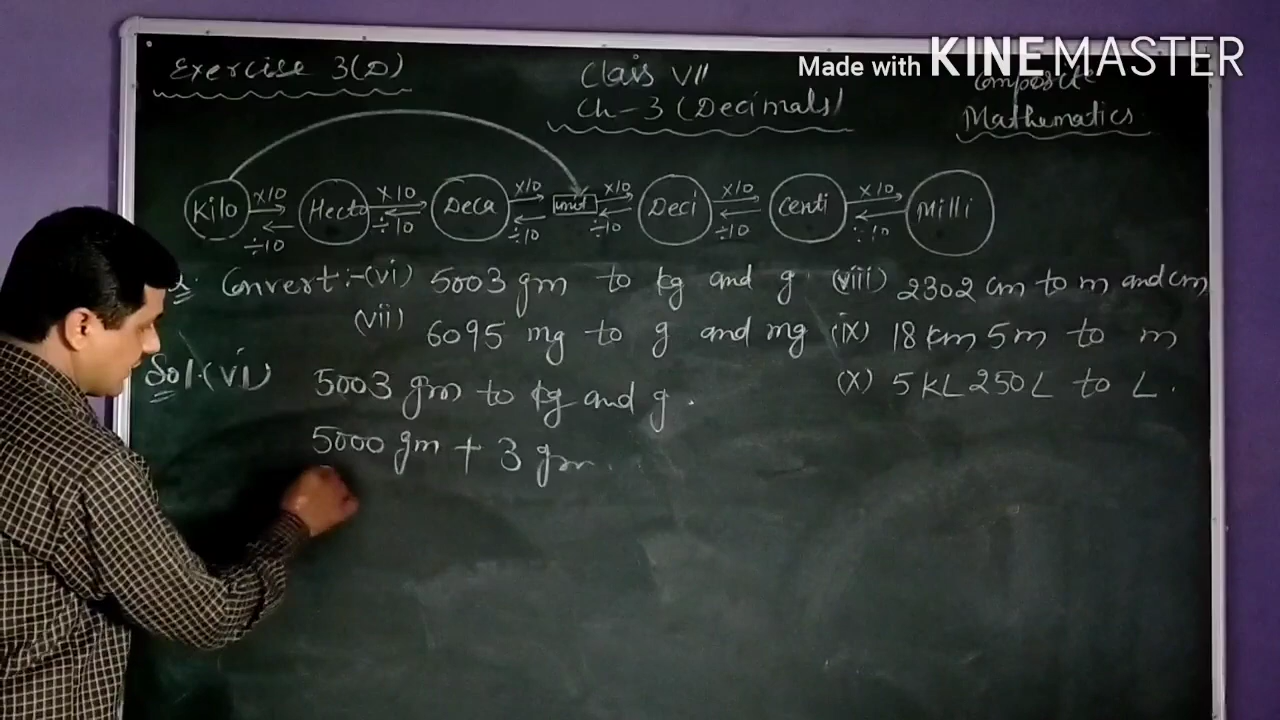 Made with KINEMASTER
Exercise 3(D)
Class VII
Ch-3 (Decimals)
Composite
Mathematics
Kilo ×10 ÷10 Hecto ×10 ÷10 Deca ×10 ÷10 unit ×10 ÷10 Deci ×10 ÷10 Centi ×10 ÷10 Milli
Convert:- (vi) 5003 gm to kg and g.
(vii) 6095 mg to g and mg
(viii) 2302 cm to m and cm
(ix) 18 km 5m to m
(x) 5 KL 250 L to L.
Sol.(vi) 5003 gm to kg and g.
5000 gm + 3 gm.